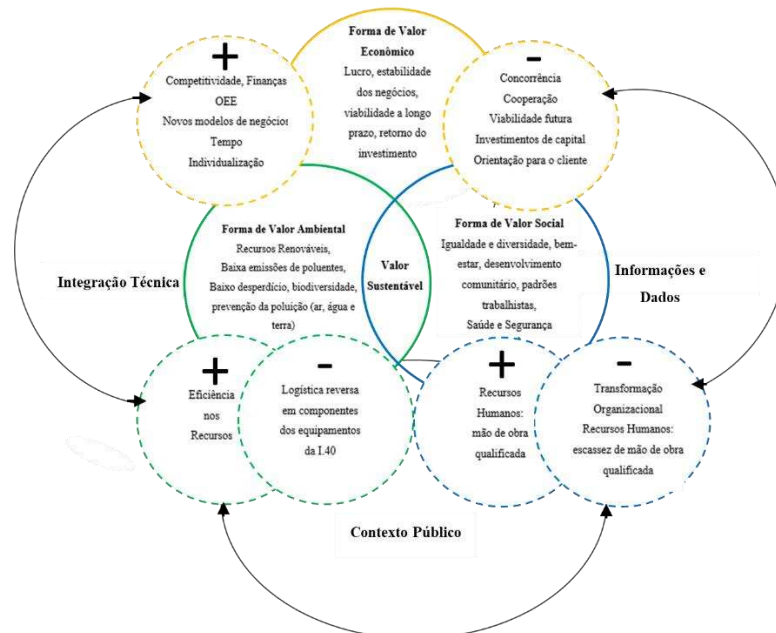 Forma de Valor
Econômico
Lucro, estabilidade
dos negócios,
viabilidade a longo
prazo, retorno do
investimento
+
Competitividade, Finanças
OEE
Novos modelos de negócios
Tempo
Individualização
-
Concorrência
Cooperação
Viabilidade futura
Investimentos de capital
Orientação para o cliente
Forma de Valor Ambiental
Recursos Renováveis,
Baixa emissões de poluentes,
Baixo desperdício, biodiversidade,
prevenção da poluição (ar, água e
terra)
Valor
Sustentável
Forma de Valor Social
Igualdade e diversidade, bem-
estar, desenvolvimento
comunitário, padrões
trabalhistas,
Saúde e Segurança
Integração Técnica
Informações e
Dados
+
Eficiência
nos
Recursos
-
Logística reversa
em componentes
dos equipamentos
da I.40
+
Recursos
Humanos:
mão de obra
qualificada
-
Transformação
Organizacional
Recursos Humanos:
escassez de mão de obra
qualificada
Contexto Público